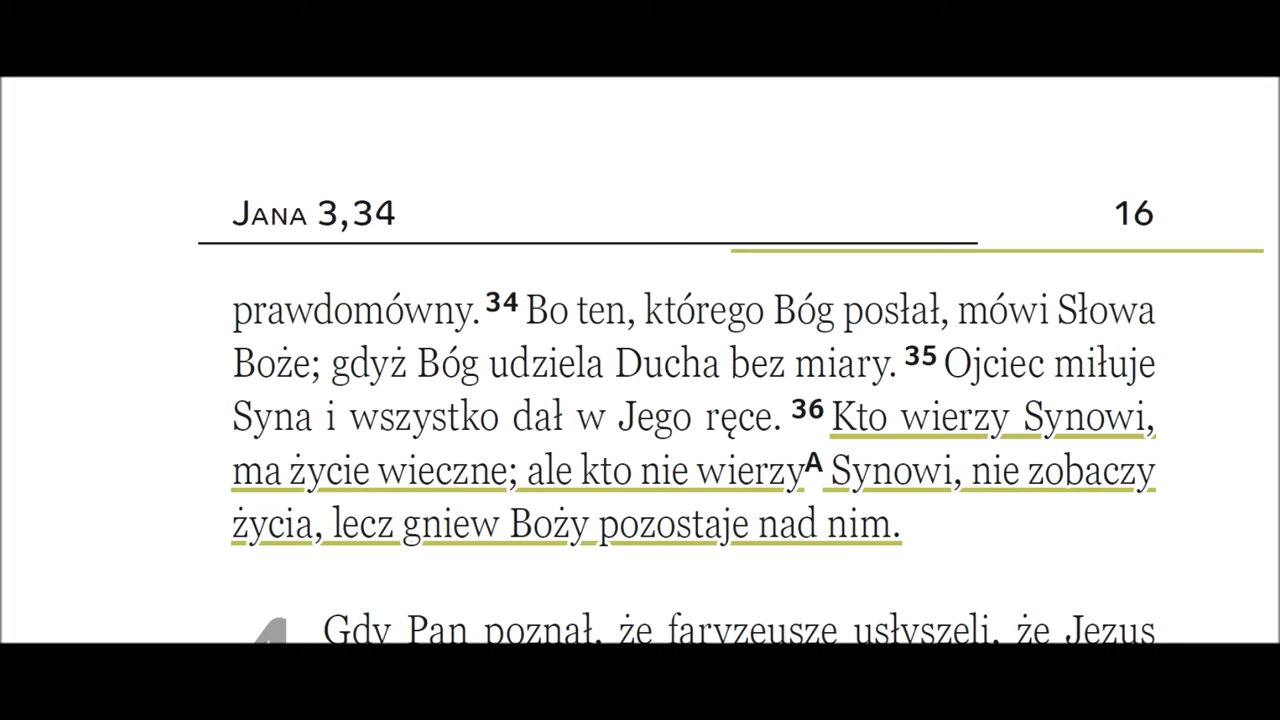 Jana 3,34 16
prawdomówny. 34 Bo ten, którego Bóg posłał, mówi Słowa
Boże; gdyż Bóg udziela Ducha bez miary. 35 Ojciec miłuje
Syna i wszystko dał w Jego ręce. 36 Kto wierzy Synowi,
ma życie wieczne; ale kto nie wierzyA Synowi, nie zobaczy
życia, lecz gniew Boży pozostaje nad nim.
4 Gdy Pan poznał, że faryzeusze usłyszeli, że Jezus